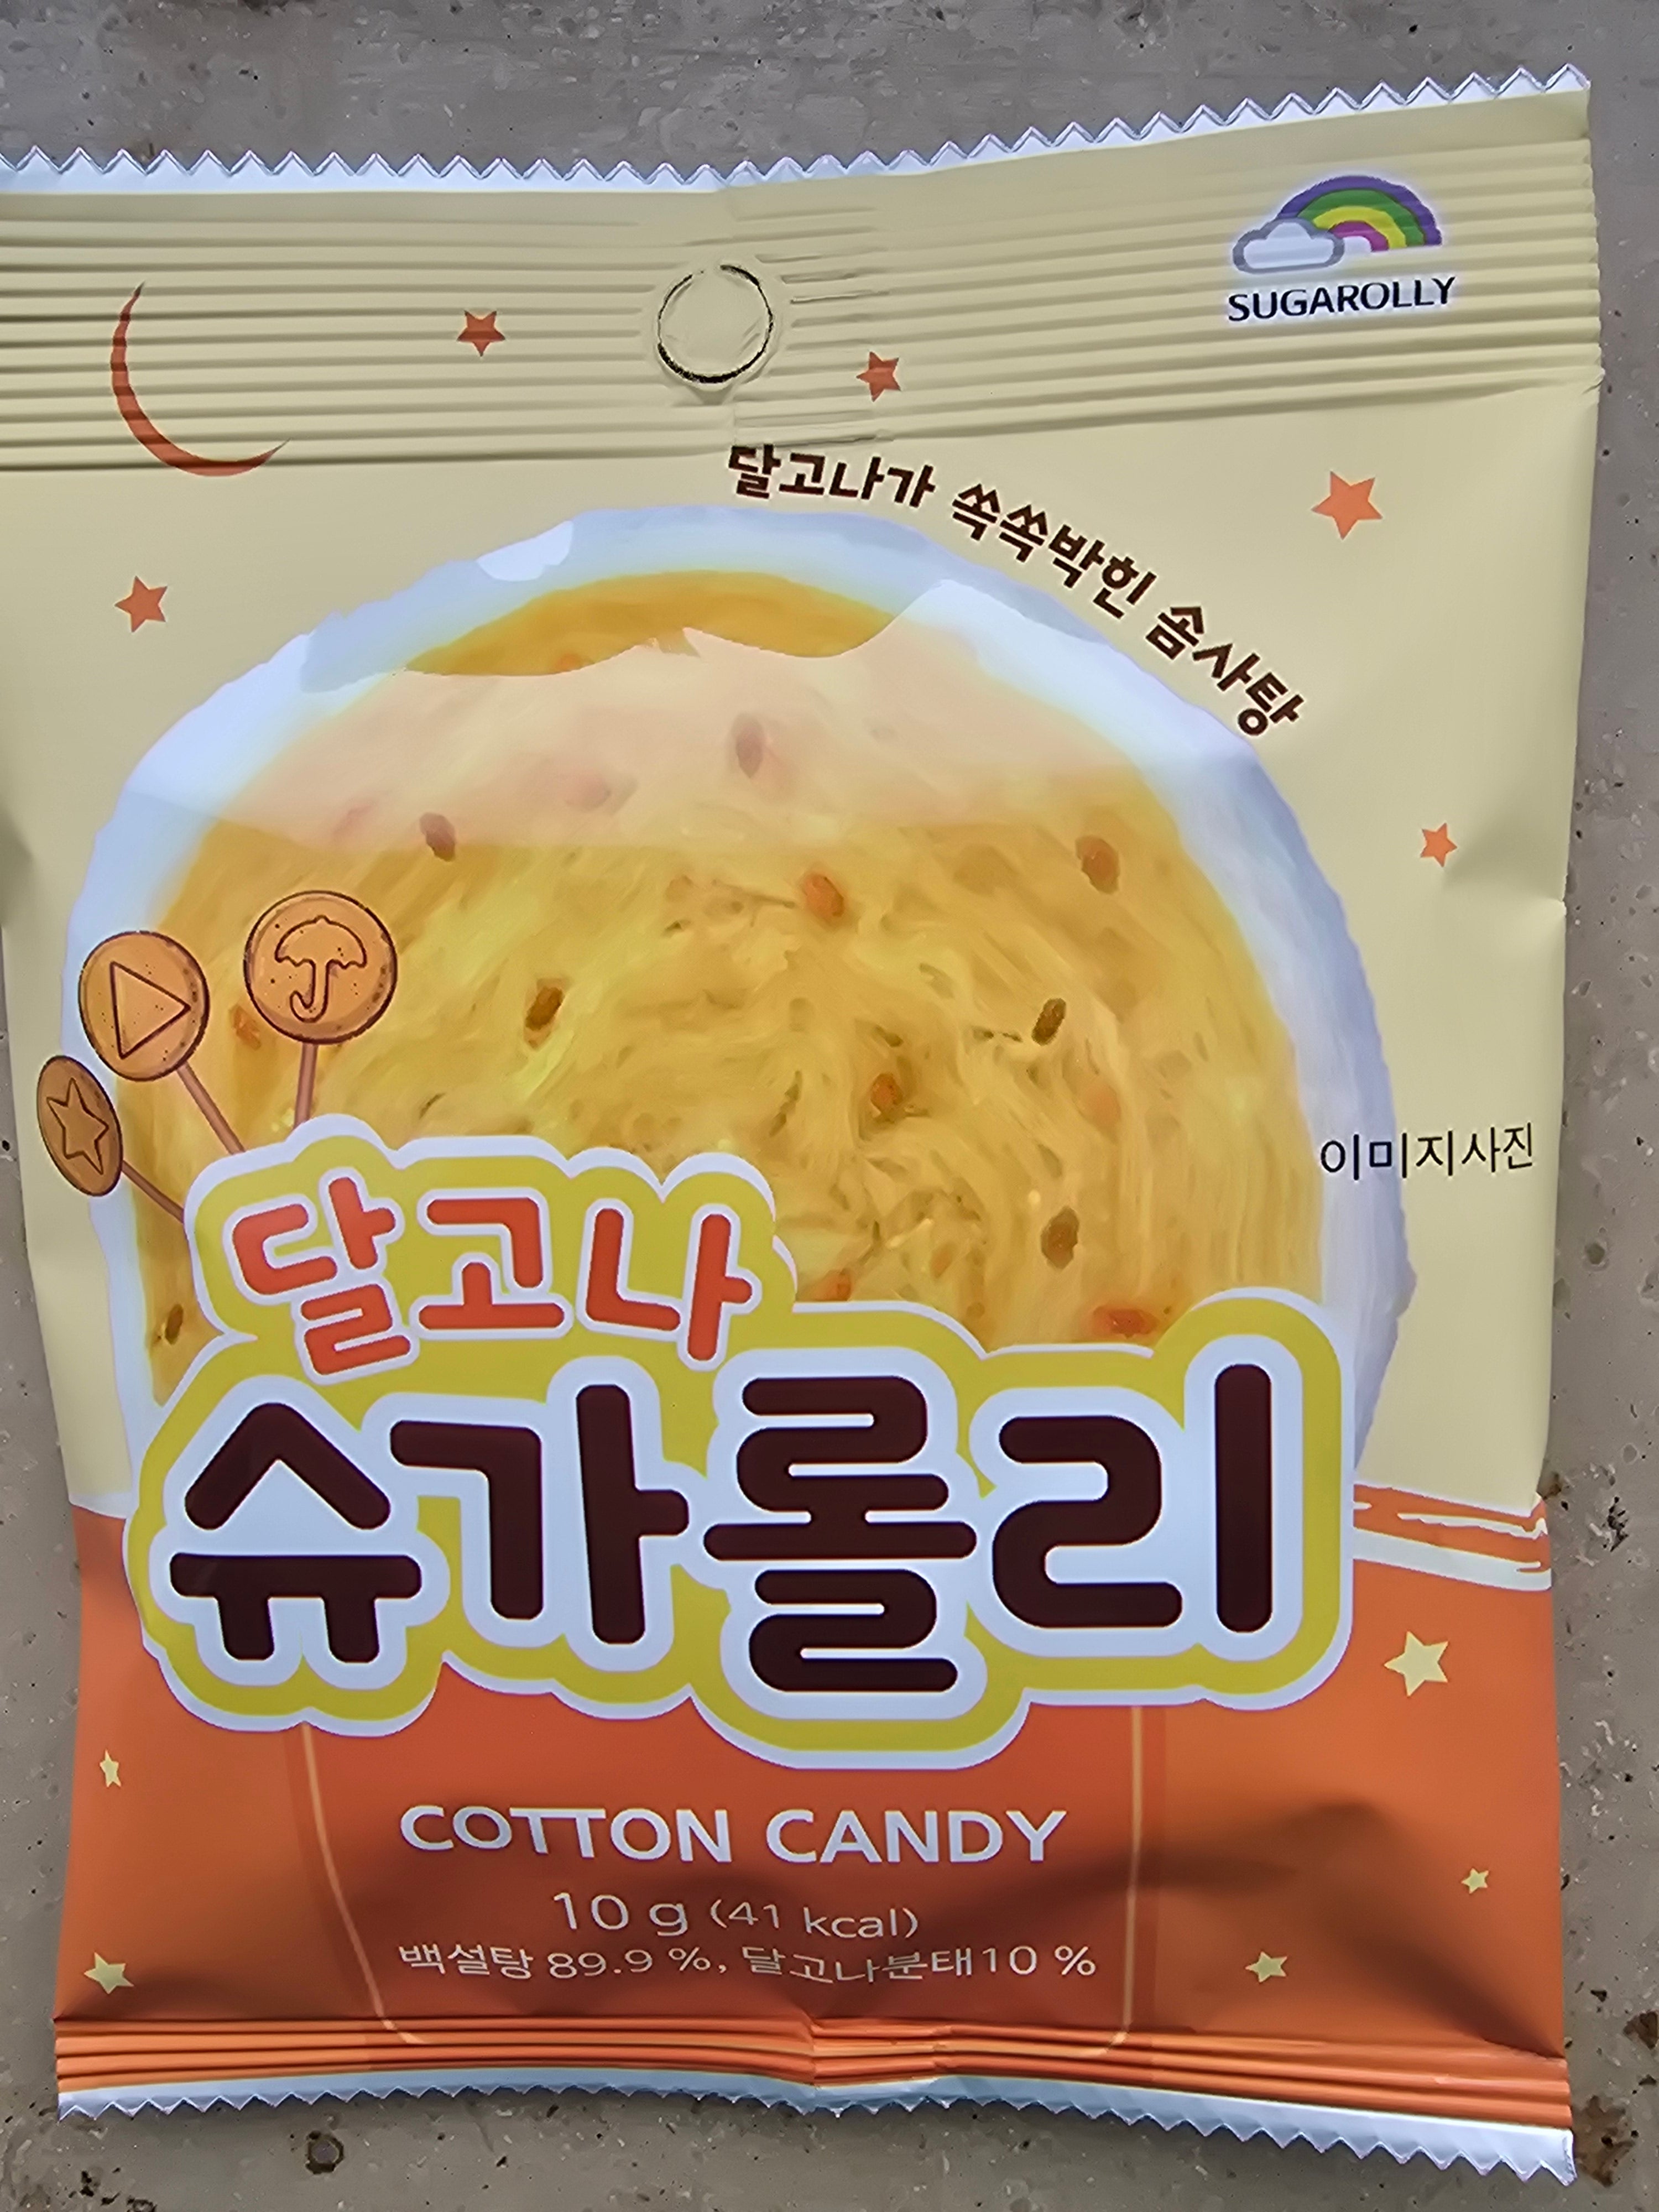 SUGAROLLY
달고나가 쏙쏙박힌 솜사탕
이미지사진
달고나
슈가롤리
COTTON CANDY
10 g (41 kcal)
백설탕 89.9 %, 달고나분태10 %